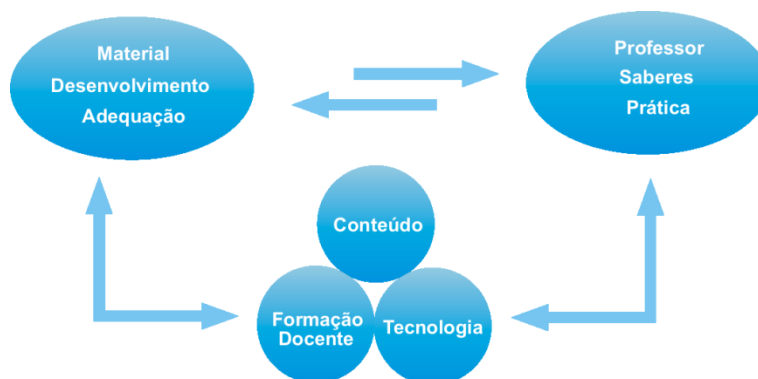 Material
Desenvolvimento
Adequação
Professor
Saberes
Prática
Conteúdo
Formação
Docente
Tecnologia